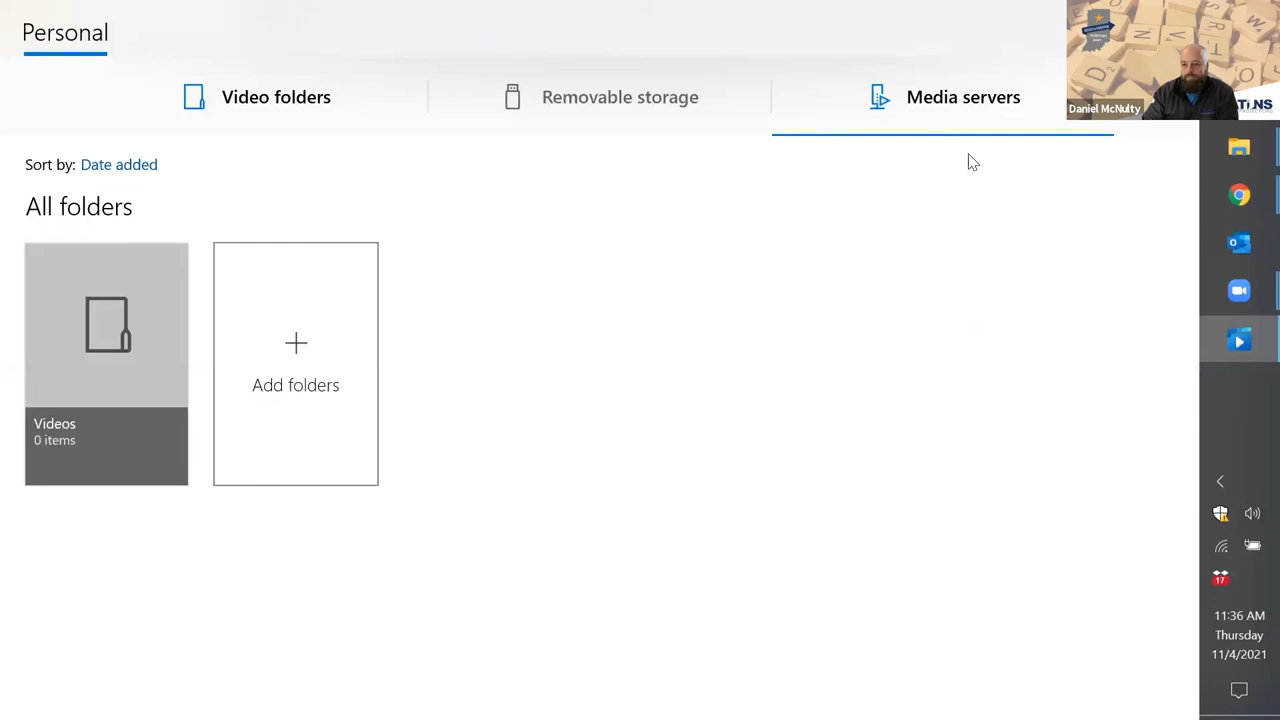 Personal
Video folders
Removable storage
Media servers
Daniel McNulty
Sort by: Date added
All folders
Videos
0 items
Add folders
17
11:36 AM
Thursday
11/4/2021